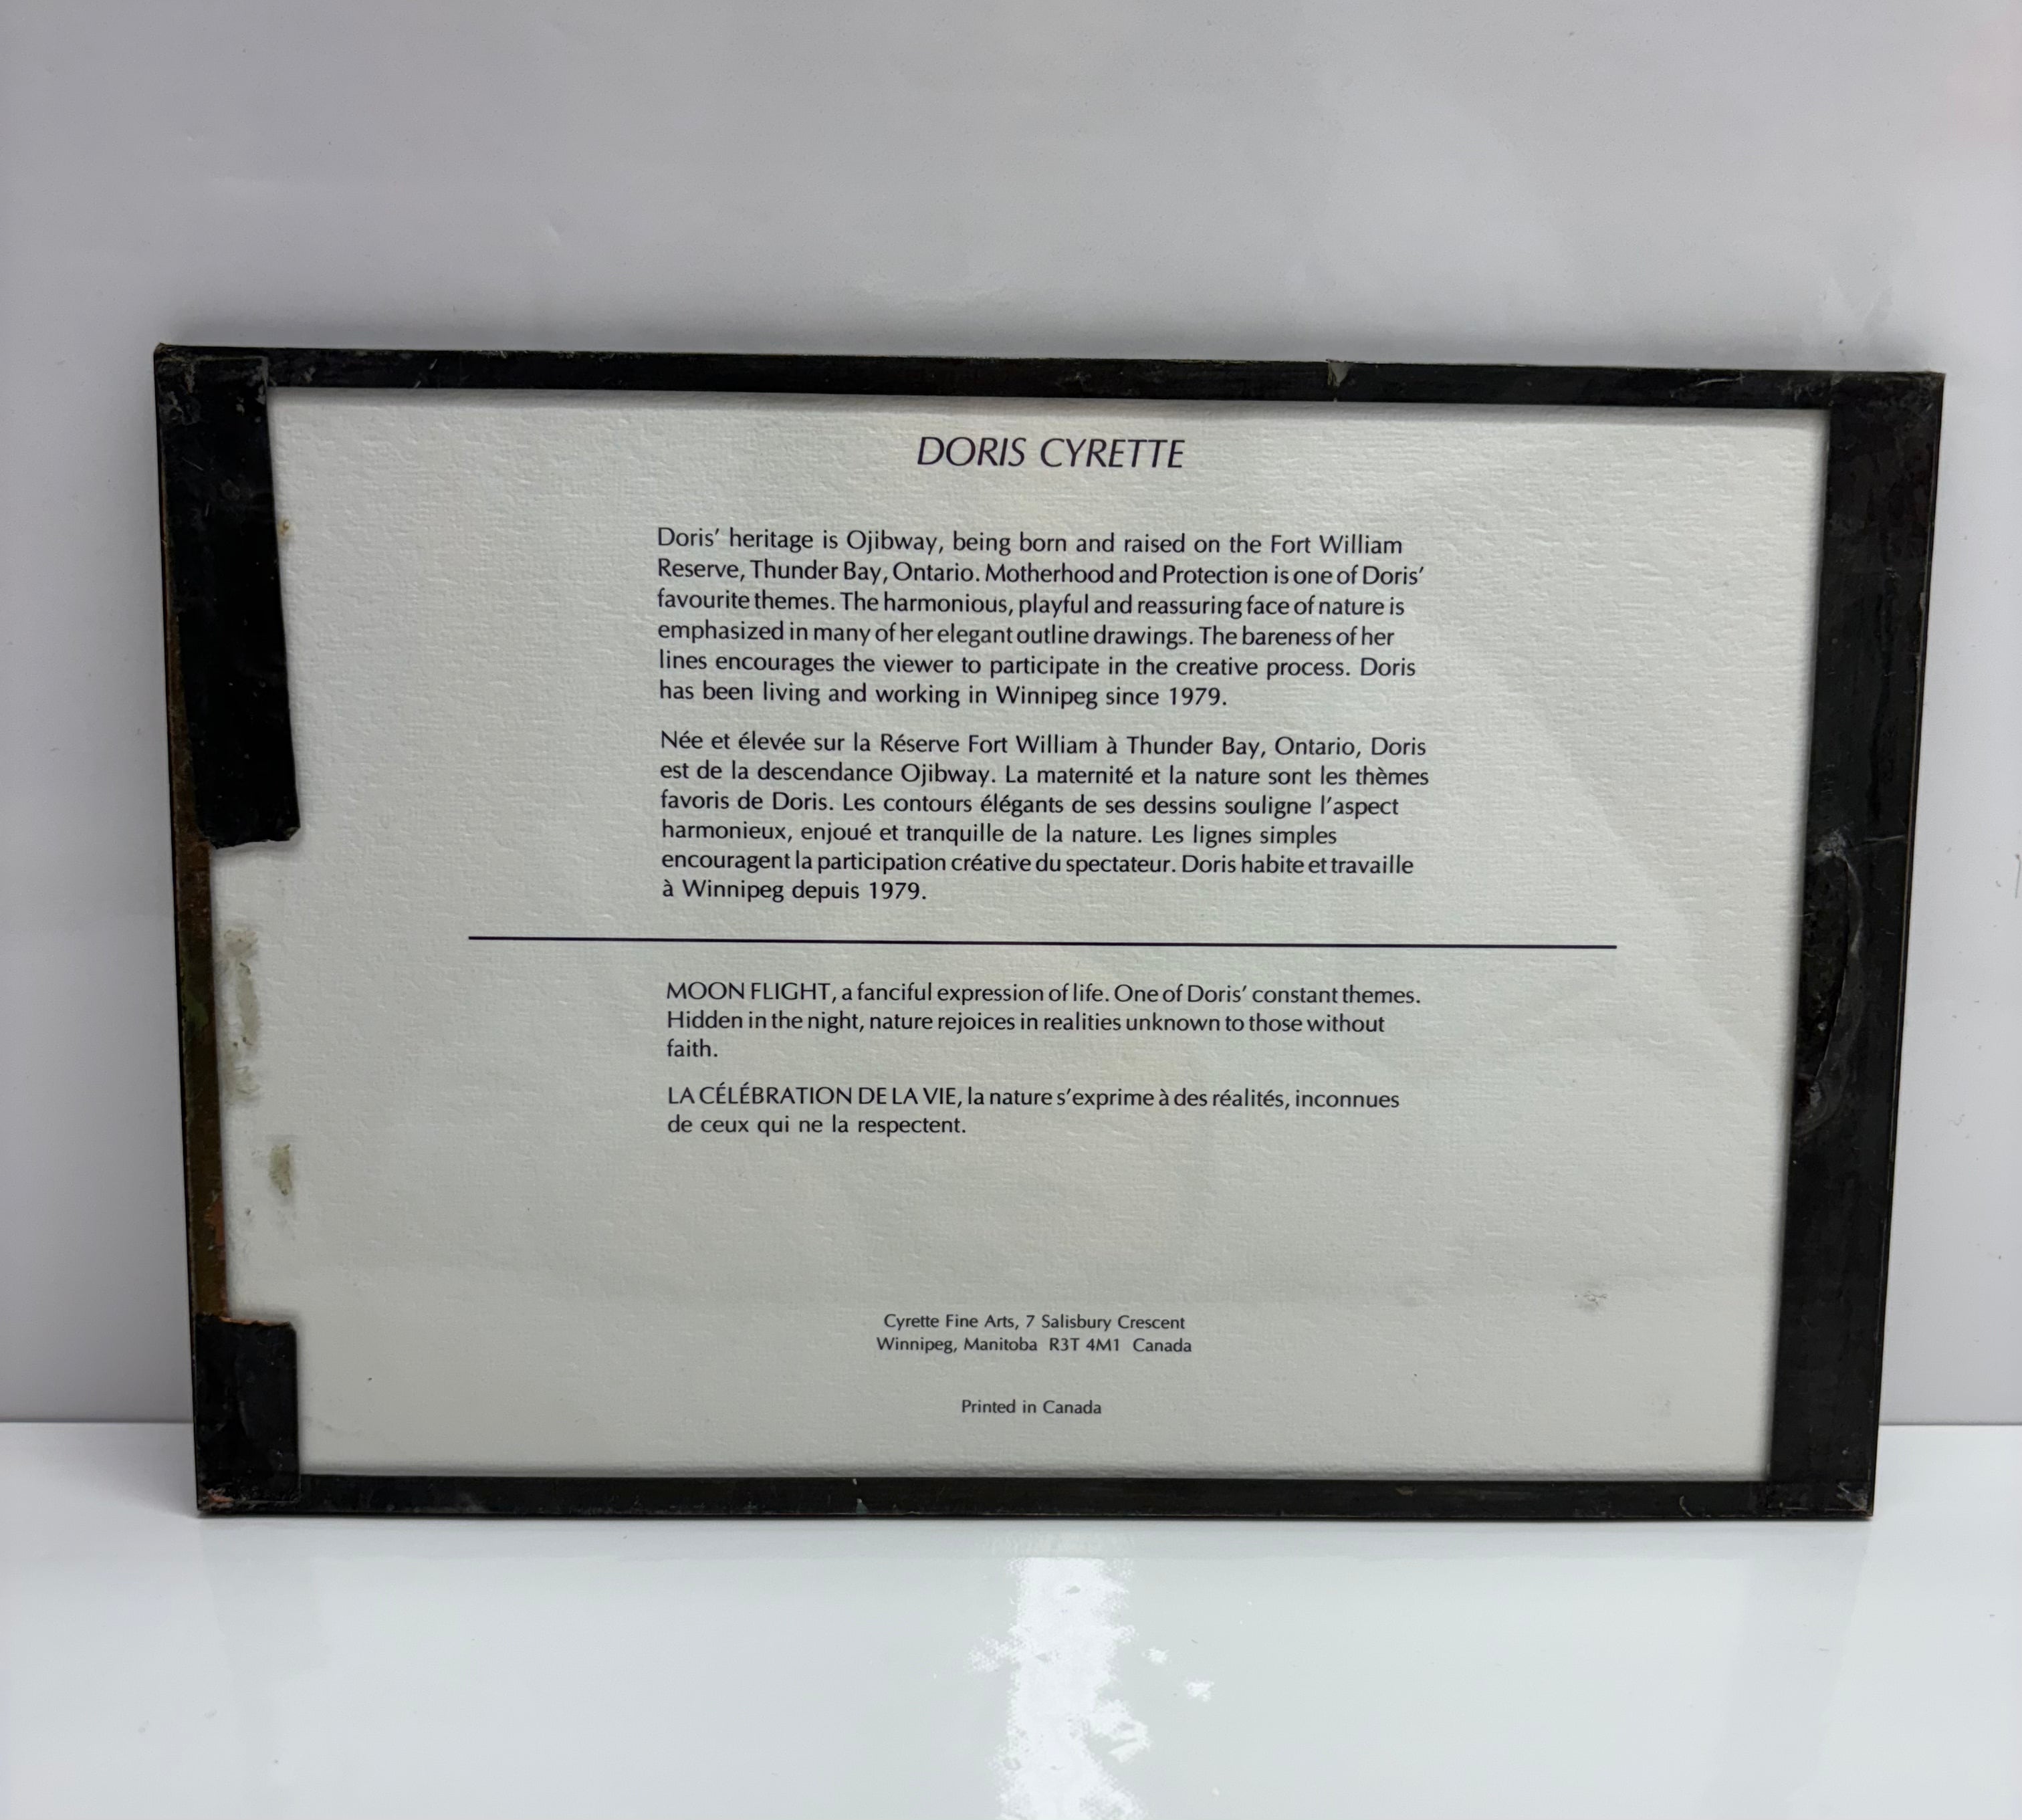 DORIS CYRETTE
Doris' heritage is Ojibway, being born and raised on the Fort William
Reserve, Thunder Bay, Ontario. Motherhood and Protection is one of Doris'
favourite themes. The harmonious, playful and reassuring face of nature is
emphasized in many of her elegant outline drawings. The bareness of her
lines encourages the viewer to participate in the creative process. Doris
has been living and working in Winnipeg since 1979.
Née et élevée sur la Réserve Fort William à Thunder Bay, Ontario, Doris
est de la descendance Ojibway. La maternité et la nature sont les thèmes
favoris de Doris. Les contours élégants de ses dessins souligne l'aspect
harmonieux, enjoué et tranquille de la nature. Les lignes simples
encouragent la participation créative du spectateur. Doris habite et travaille
à Winnipeg depuis 1979.
MOON FLIGHT, a fanciful expression of life. One of Doris' constant themes.
Hidden in the night, nature rejoices in realities unknown to those without
faith.
LA CÉLÉBRATION DE LA VIE, la nature s'exprime à des réalités, inconnues
de ceux qui ne la respectent.
Cyrette Fine Arts, 7 Salisbury Crescent
Winnipeg, Manitoba R3T 4M1 Canada
Printed in Canada